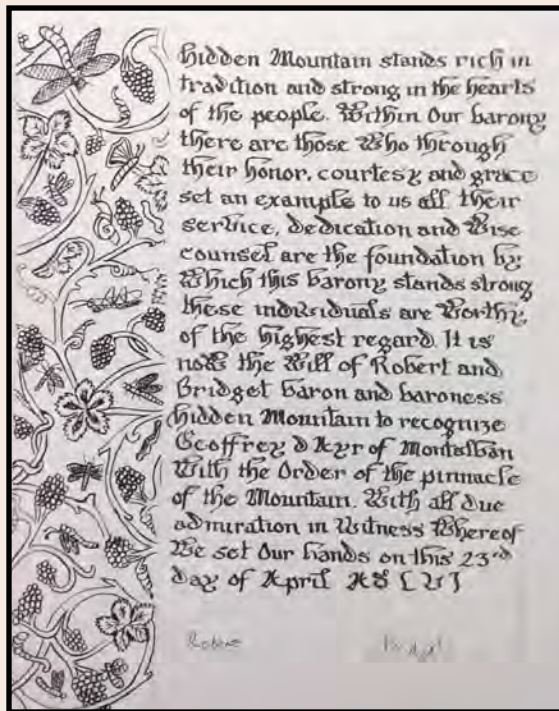 hidden Mountain stands rich in
tradition and strong in the hearts
of the people. Within Our barony
there are those Who through
their honor, courtesy and grace
set an example to us all. their
service, dedication and Wise
counsel are the foundation by
Which this barony stands strong
these individuals are Worthy
of the highest regard. It is
noW the Will of Robert and
Bridget baron and baroness
hidden Mountain to recognize
Geoffrey d Ayr of Montalban
With the Order of the pinnacle
of the Mountain. With all due
admiration in Witness Whereof
We set Our hands on this 23rd
day of April AS
Robert Bridget